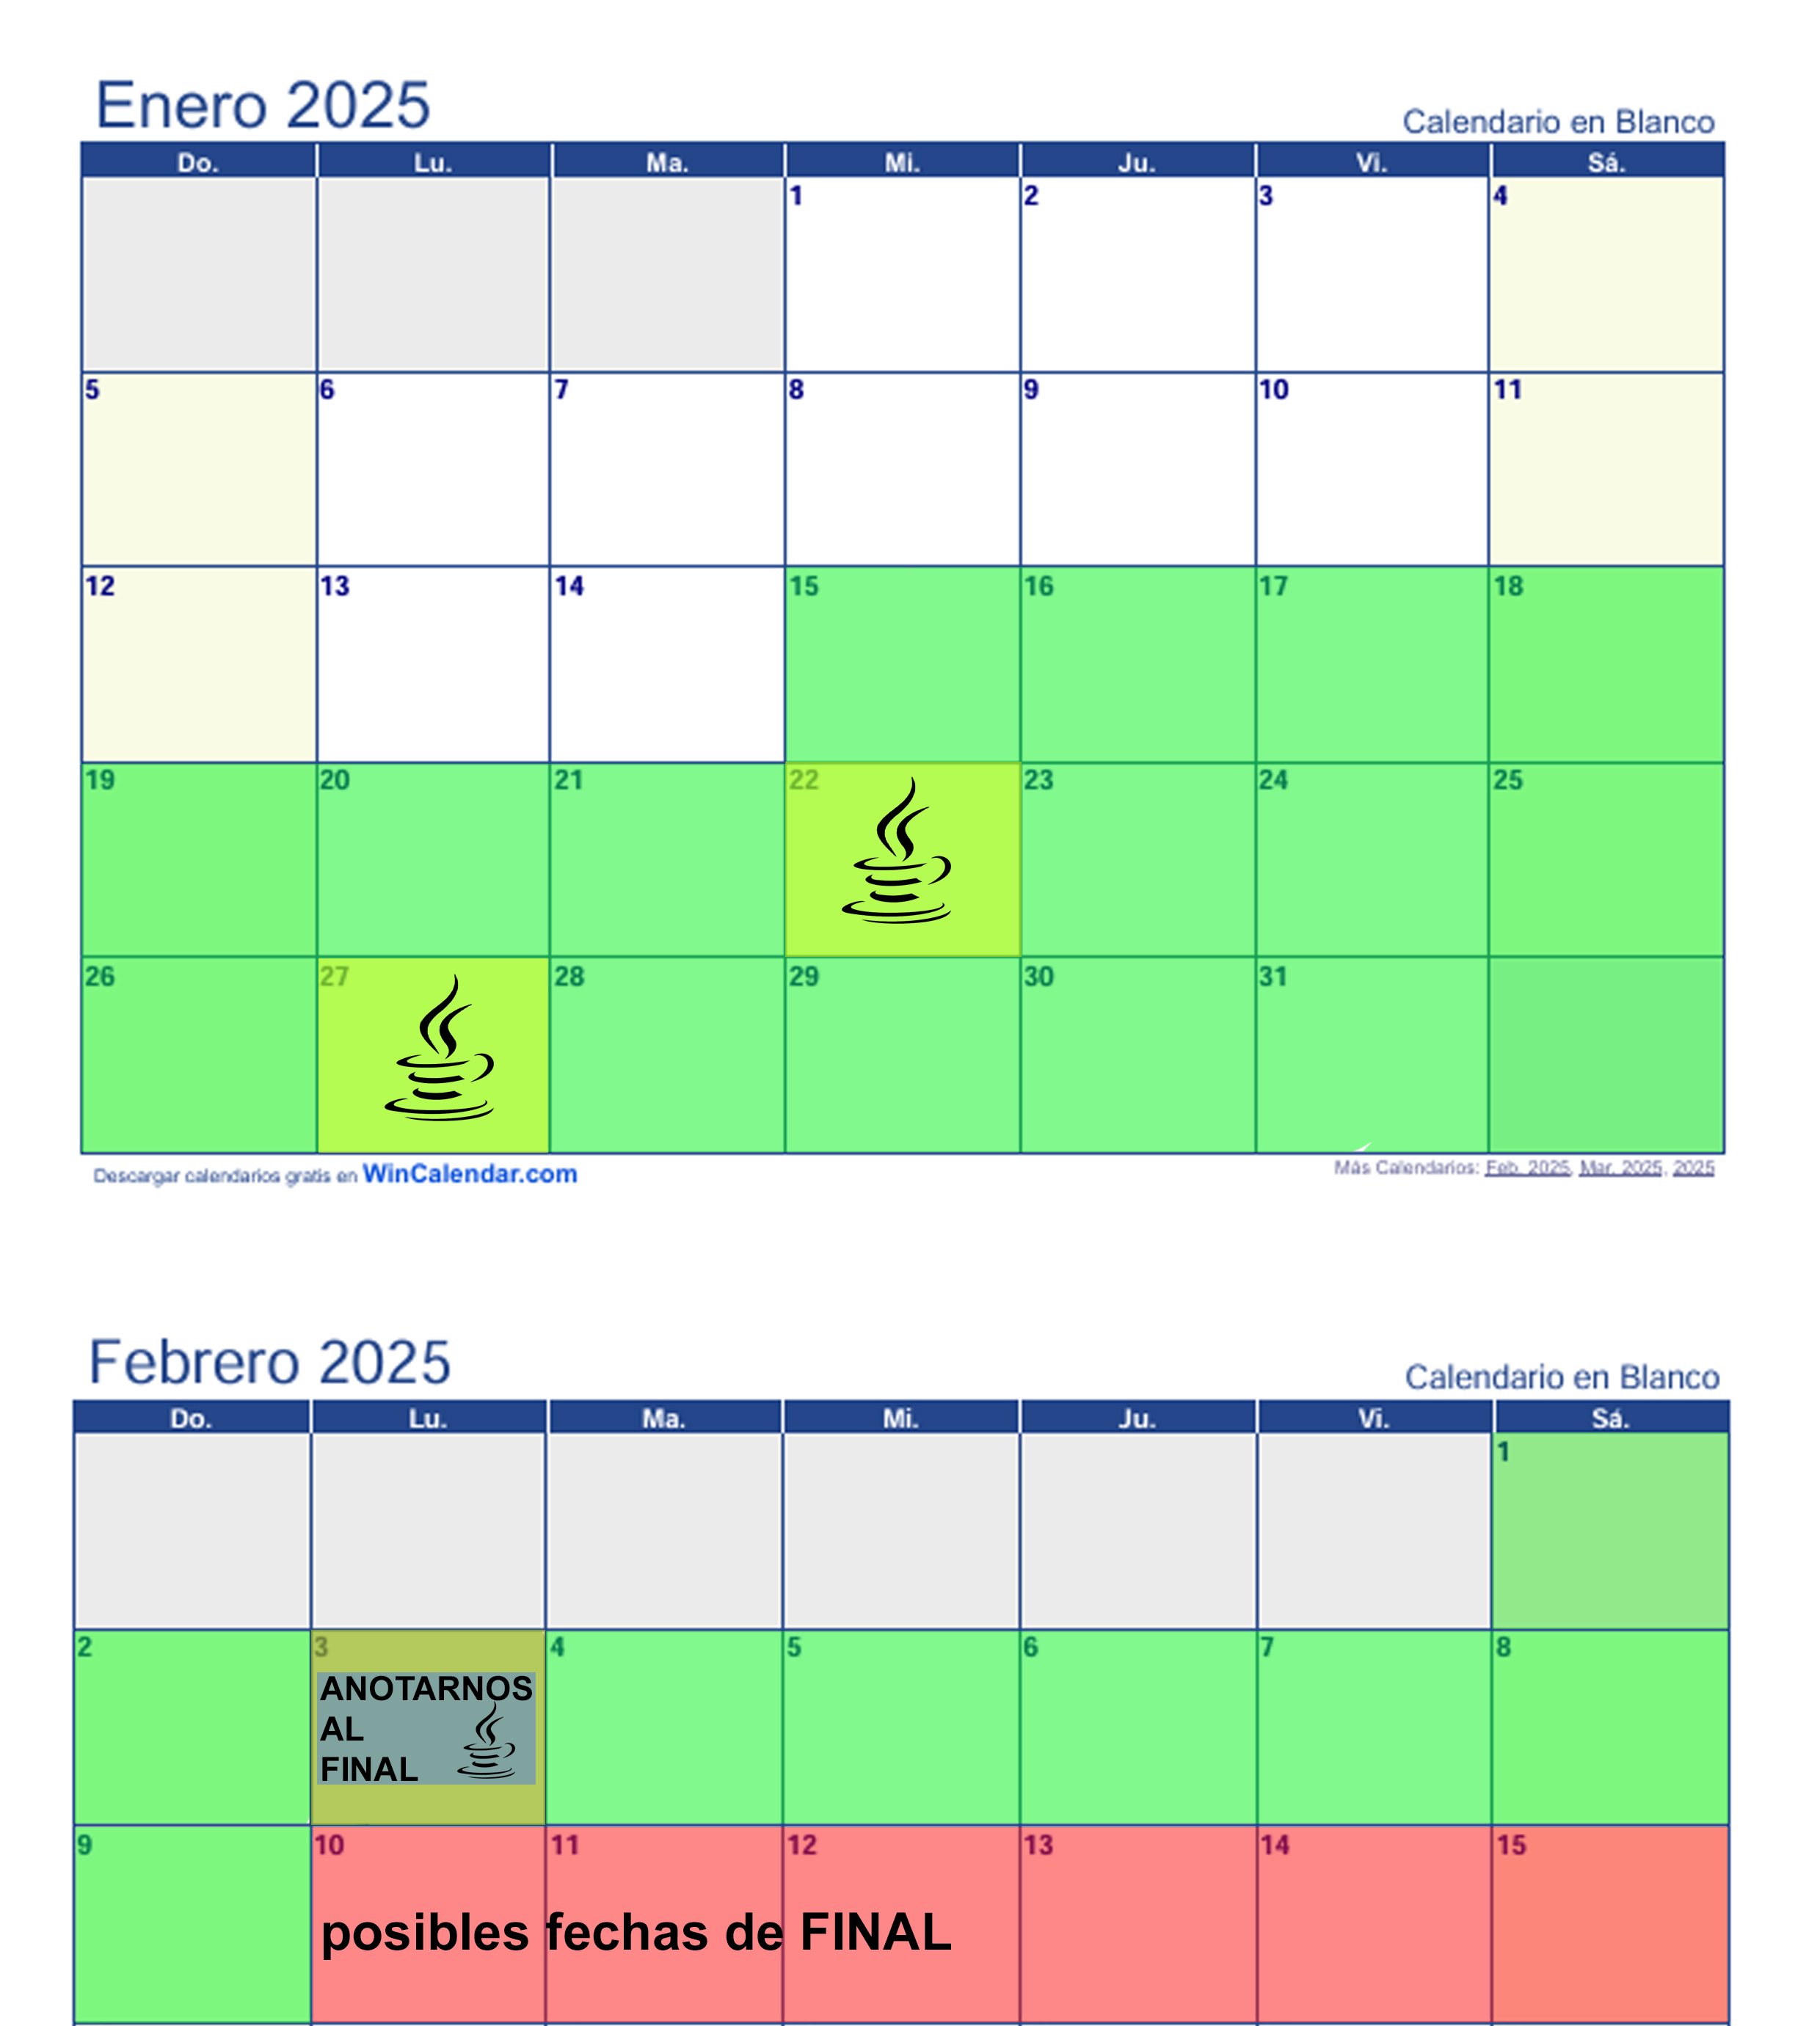 Enero 2025
Calendario en Blanco
Do. Lu. Ma. Mi. Ju. Vi. Sá.
1 2 3 4
5 6 7 8 9 10 11
12 13 14 15 16 17 18
19 20 21 22 23 24 25
26 27 28 29 30 31
Descargar calendarios gratis en WinCalendar.com
Más Calendarios: Feb. 2025, Mar. 2025, 2025
Febrero 2025
Calendario en Blanco
Do. Lu. Ma. Mi. Ju. Vi. Sá.
1
2 3 4 5 6 7 8
ANOTARNOS
AL
FINAL
9 10 11 12 13 14 15
posibles fechas de FINAL